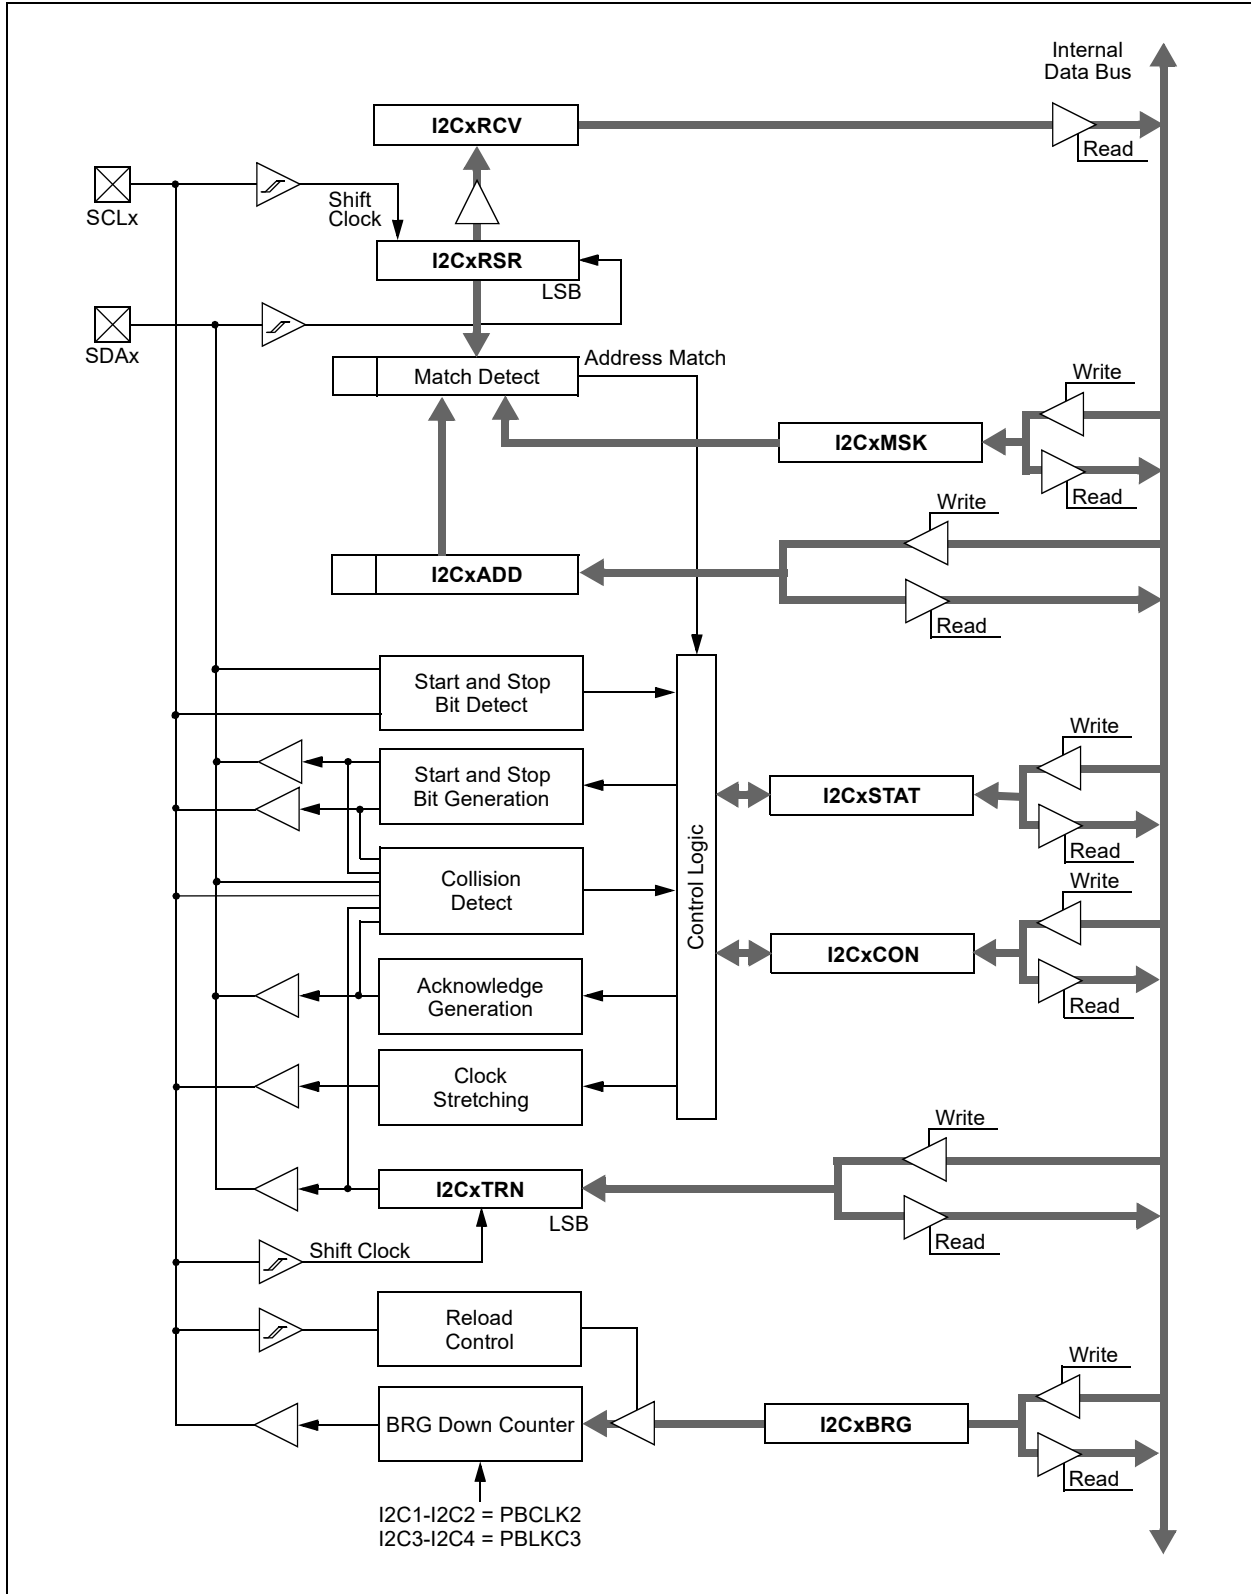 Internal
Data Bus
I2CxRCV
Read
SCLx
Shift
Clock
I2CxRSR
LSB
SDAx
Address Match
Match Detect
Write
I2CxMSK
Read
Write
I2CxADD
Read
Start and Stop
Bit Detect
Write
Start and Stop
Bit Generation
I2CxSTAT
Control Logic
Read
Collision
Detect
Write
I2CxCON
Acknowledge
Generation
Read
Clock
Stretching
Write
I2CxTRN
LSB
Read
Shift Clock
Reload
Control
Write
BRG Down Counter
I2CxBRG
Read
I2C1-I2C2 = PBCLK2
I2C3-I2C4 = PBLKC3